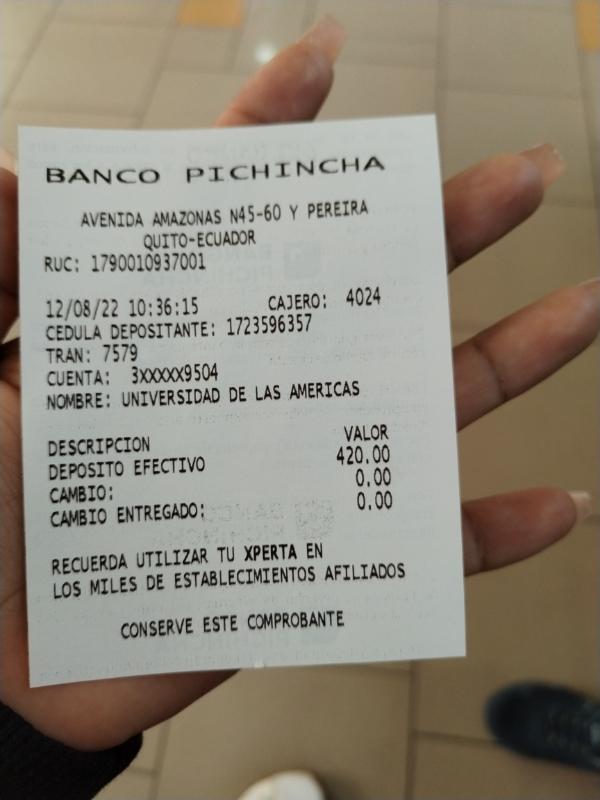 BANCO PICHINCHA
AVENIDA AMAZONAS N45-60 Y PEREIRA
QUITO-ECUADOR
RUC: 1790010937001
12/08/22 10:36:15 CAJERO: 4024
CEDULA DEPOSITANTE: 1723596357
TRAN: 7579
CUENTA: 3XXXXX9504
NOMBRE: UNIVERSIDAD DE LAS AMERICAS
DESCRIPCION VALOR
DEPOSITO EFECTIVO 420.00
CAMBIO: 0.00
CAMBIO ENTREGADO: 0.00
RECUERDA UTILIZAR TU XPERTA EN
LOS MILES DE ESTABLECIMIENTOS AFILIADOS
CONSERVE ESTE COMPROBANTE